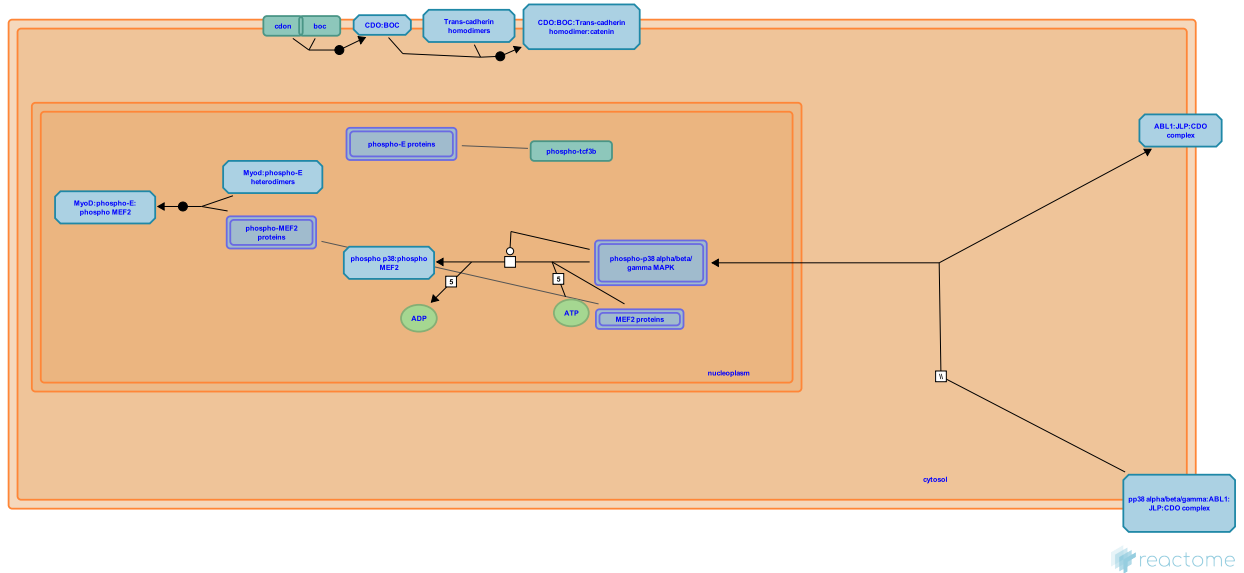 cdon
boc
CDO:BOC
Trans-cadherin
homodimers
CDO:BOC:Trans-cadherin
homodimer:catenin
ABL1:JLP:CDO
complex
phospho-E proteins
phospho-tcf3b
Myod:phospho-E
heterodimers
MyoD:phospho-E:
phospho MEF2
phospho-MEF2
proteins
phospho p38:phospho
MEF2
phospho-p38 alpha/beta/
gamma MAPK
5
5
ADP
ATP
MEF2 proteins
nucleoplasm
\\
cytosol
pp38 alpha/beta/gamma:ABL1:
JLP:CDO complex
reactome